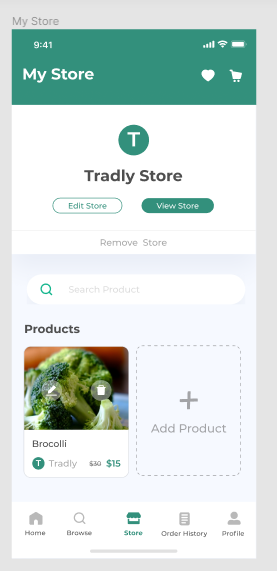 My Store
9:41
My Store
T
Tradly Store
Edit Store View Store
Remove Store
Search Product
Products
Brocolli
T Tradly $30 $15
Add Product
Home Browse Store Order History Profile